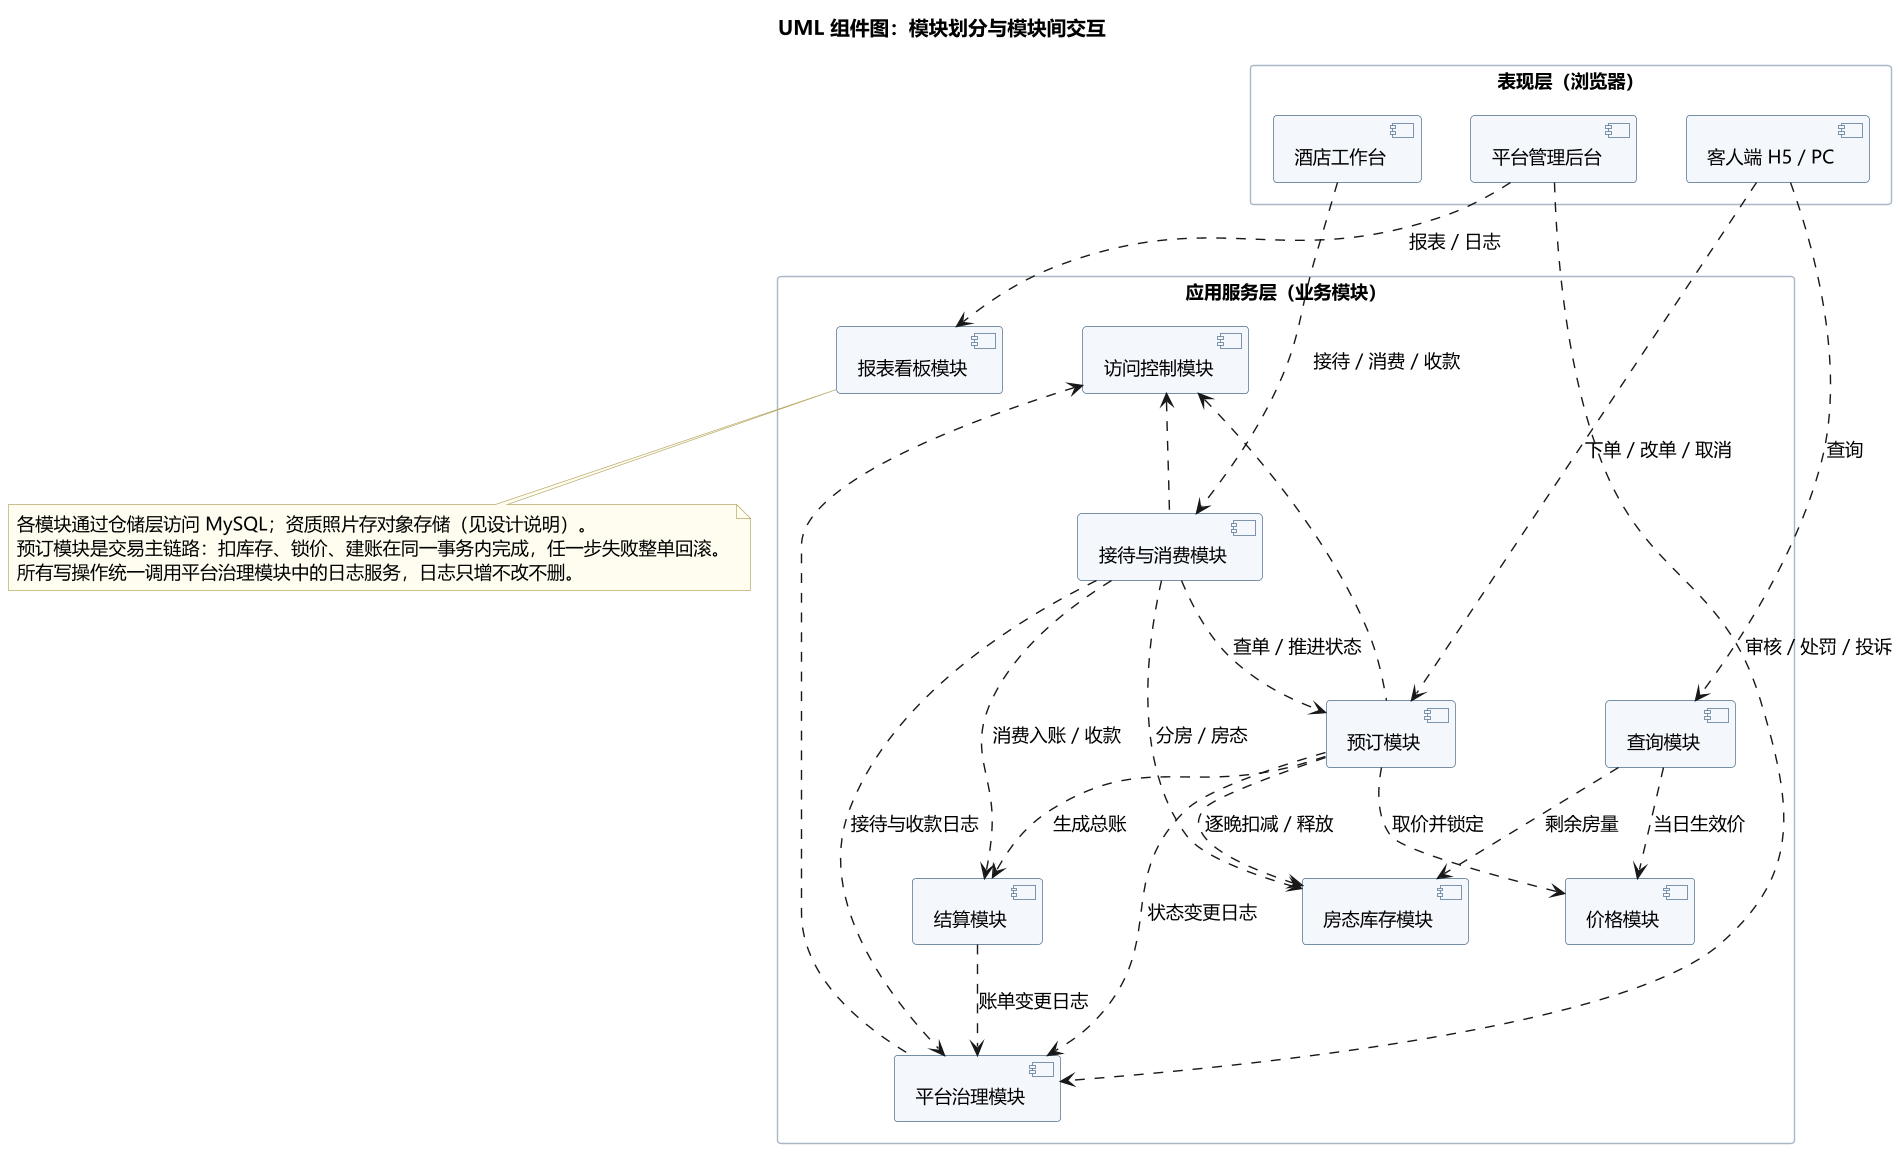 UML 组件图：模块划分与模块间交互
表现层（浏览器）
酒店工作台
平台管理后台
客人端 H5 / PC
报表 / 日志
应用服务层（业务模块）
报表看板模块
访问控制模块
接待 / 消费 / 收款
下单 / 改单 / 取消
查询
各模块通过仓储层访问 MySQL；资质照片存对象存储（见设计说明）。
预订模块是交易主链路：扣库存、锁价、建账在同一事务内完成，任一步失败整单回滚。
所有写操作统一调用平台治理模块中的日志服务，日志只增不改不删。
接待与消费模块
查单 / 推进状态
审核 / 处罚 / 投诉
消费入账 / 收款
分房 / 房态
预订模块
查询模块
接待与收款日志
生成总账
逐晚扣减 / 释放
取价并锁定
剩余房量
当日生效价
结算模块
状态变更日志
房态库存模块
价格模块
账单变更日志
平台治理模块